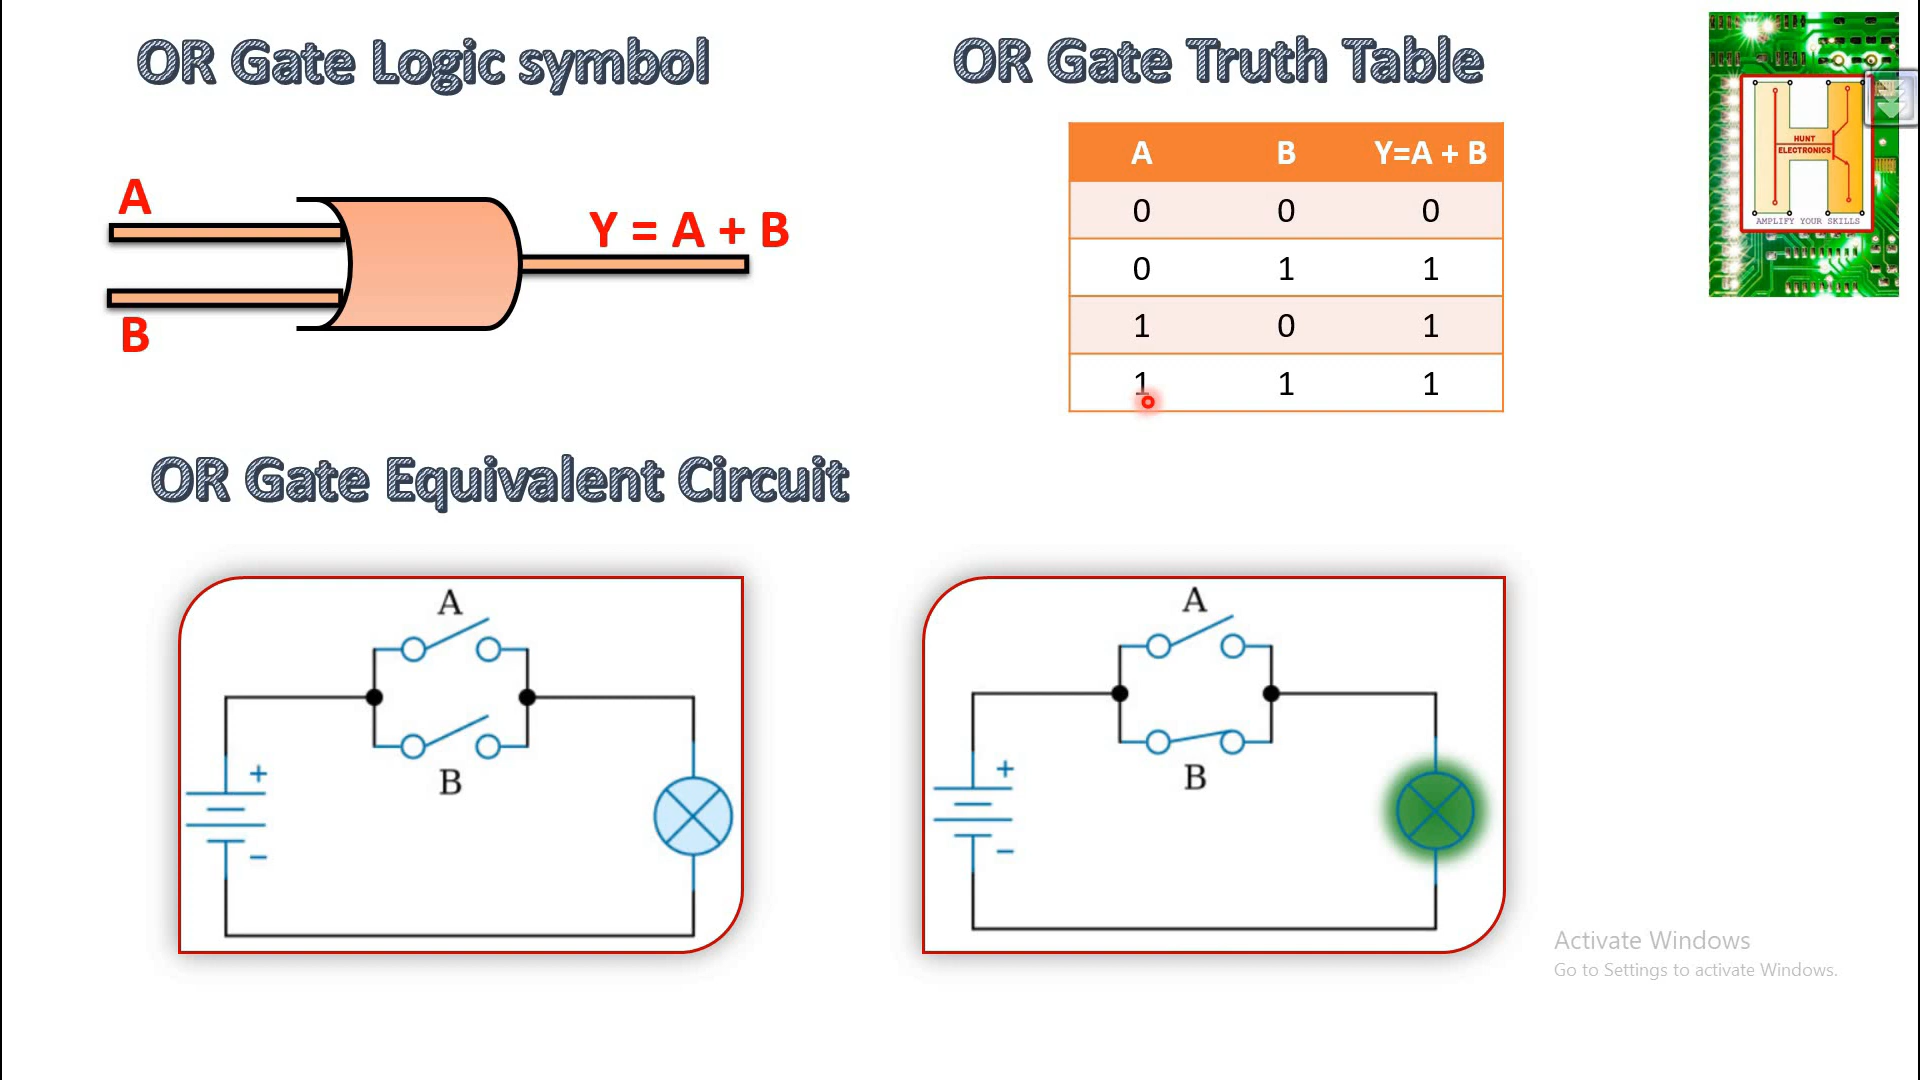 OR Gate Logic symbol
A
B
Y = A + B
OR Gate Truth Table
A B Y=A + B
0 0 0
0 1 1
1 0 1
1 1 1
HUNT
ELECTRONICS
AMPLIFY YOUR SKILLS
OR Gate Equivalent Circuit
A
B
+
−
A
B
+
−
Activate Windows
Go to Settings to activate Windows.